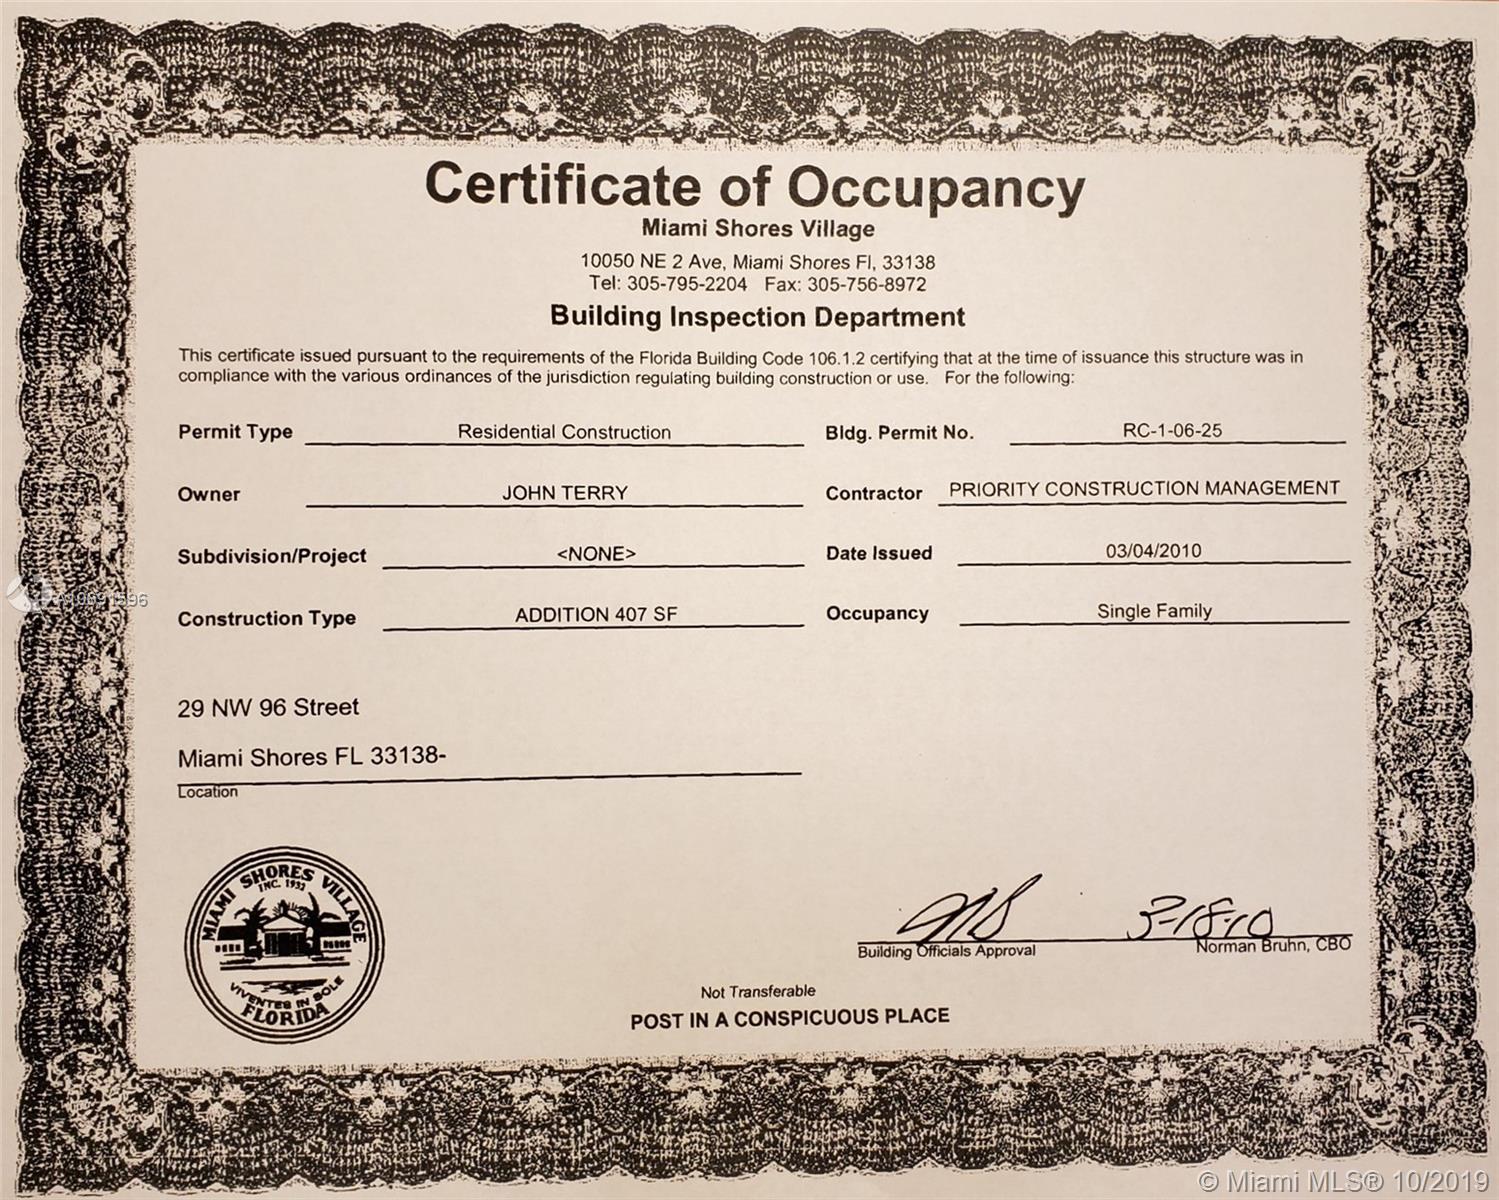 Certificate of Occupancy
Miami Shores Village
10050 NE 2 Ave, Miami Shores Fl, 33138
Tel: 305-795-2204 Fax: 305-756-8972
Building Inspection Department
This certificate issued pursuant to the requirements of the Florida Building Code 106.1.2 certifying that at the time of issuance this structure was in
compliance with the various ordinances of the jurisdiction regulating building construction or use. For the following:
Permit Type Residential Construction Bldg. Permit No. RC-1-06-25
Owner JOHN TERRY Contractor PRIORITY CONSTRUCTION MANAGEMENT
Subdivision/Project <NONE> Date Issued 03/04/2010
Construction Type ADDITION 407 SF Occupancy Single Family
29 NW 96 Street
Miami Shores FL 33138-
Location
MIAMI SHORES VILLAGE
INC. 1932
VIVENTES IN SOLE
FLORIDA
3-18-10
Building Officials Approval Norman Bruhn, CBO
Not Transferable
POST IN A CONSPICUOUS PLACE
© Miami MLS® 10/2019